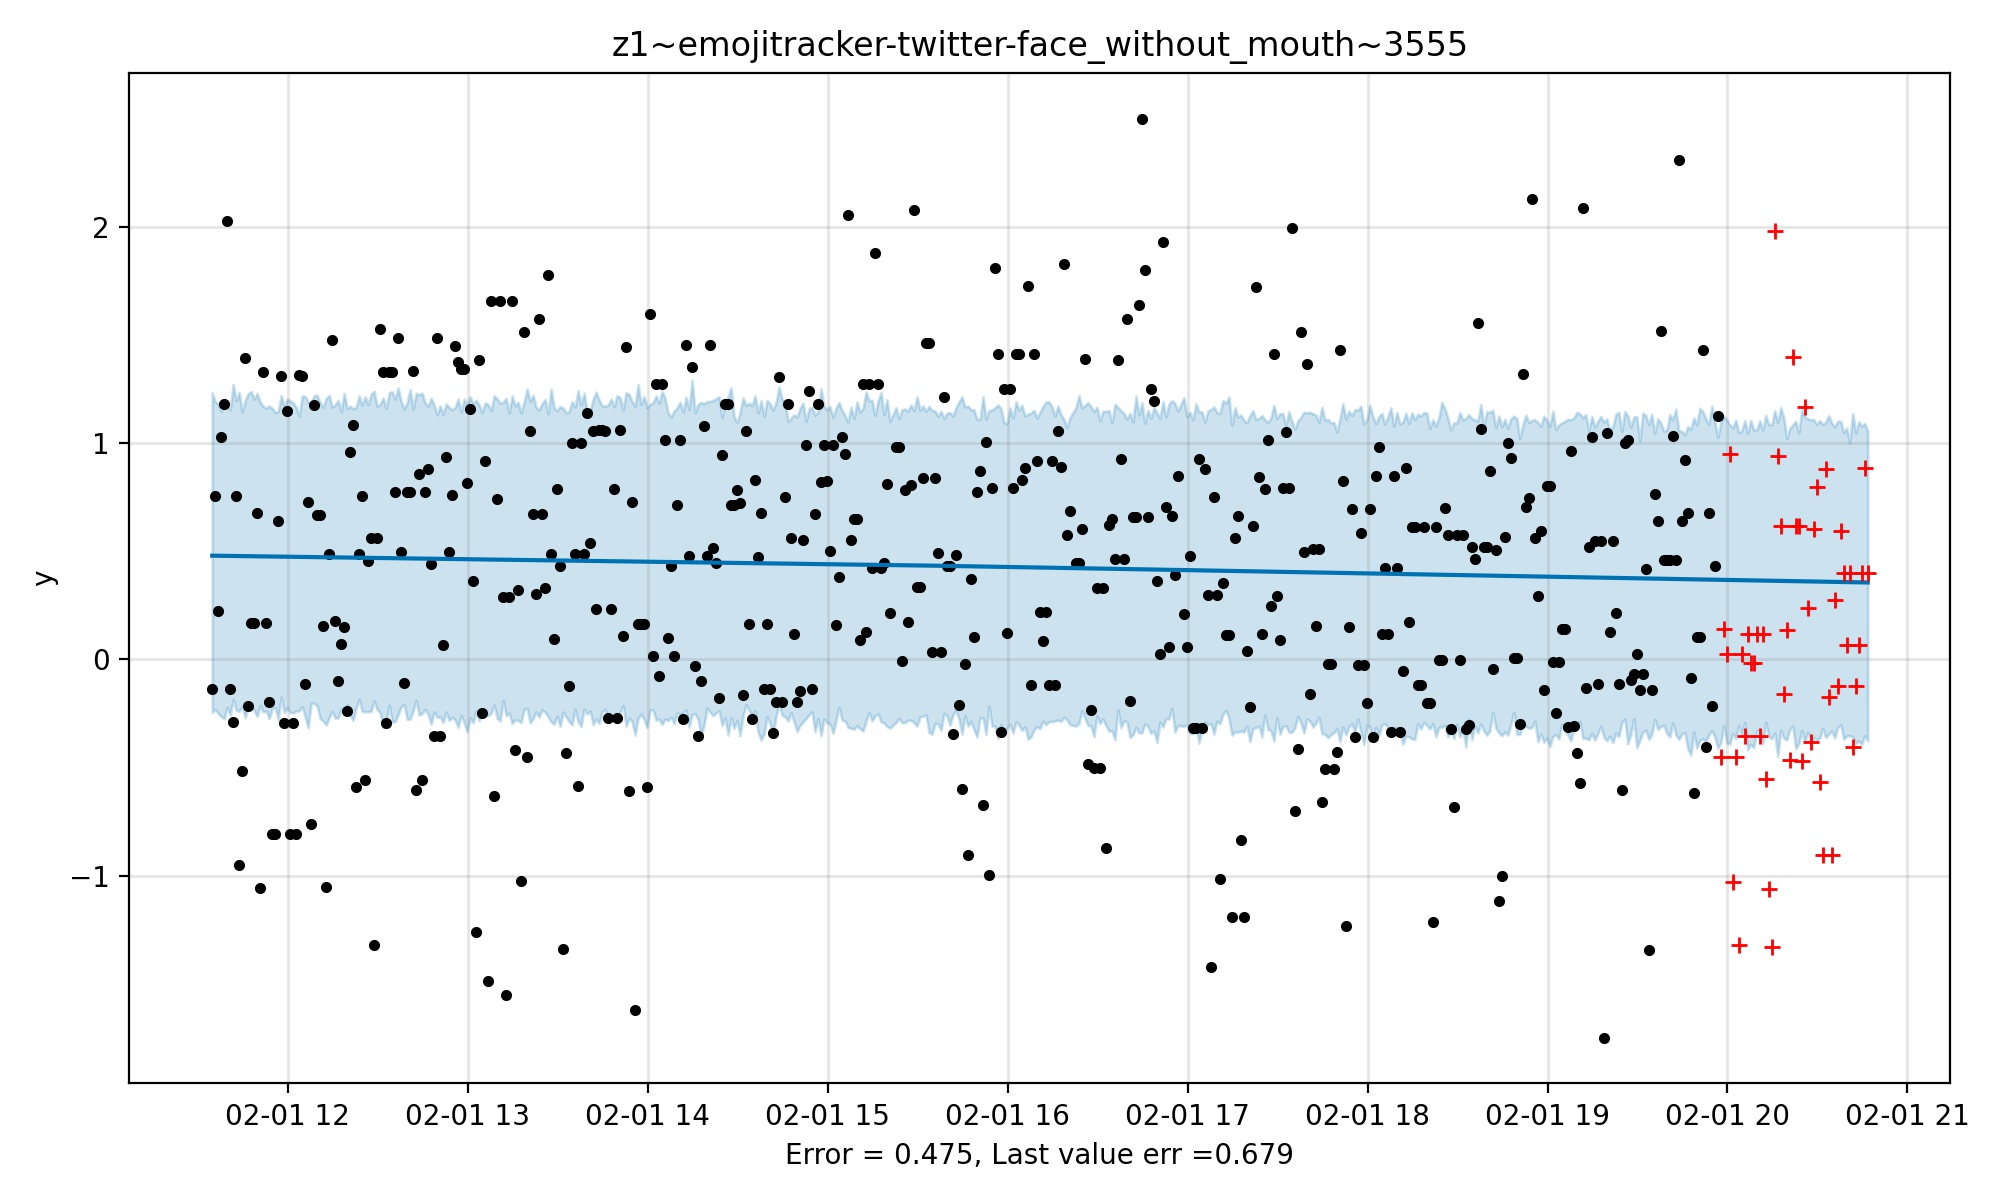 z1~emojitracker-twitter-face_without_mouth~3555
y
2
1
0
−1
02-01 12 02-01 13 02-01 14 02-01 15 02-01 16 02-01 17 02-01 18 02-01 19 02-01 20 02-01 21
Error = 0.475, Last value err =0.679